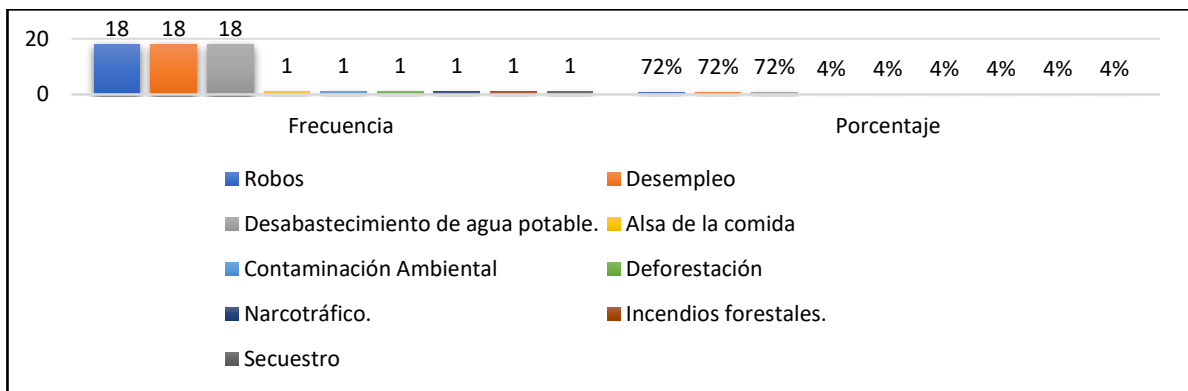 18 18 18
20
1 1 1 1 1 1 72% 72% 72% 4% 4% 4% 4% 4% 4%
0
Frecuencia Porcentaje
Robos Desempleo
Desabastecimiento de agua potable. Alsa de la comida
Contaminación Ambiental Deforestación
Narcotráfico. Incendios forestales.
Secuestro